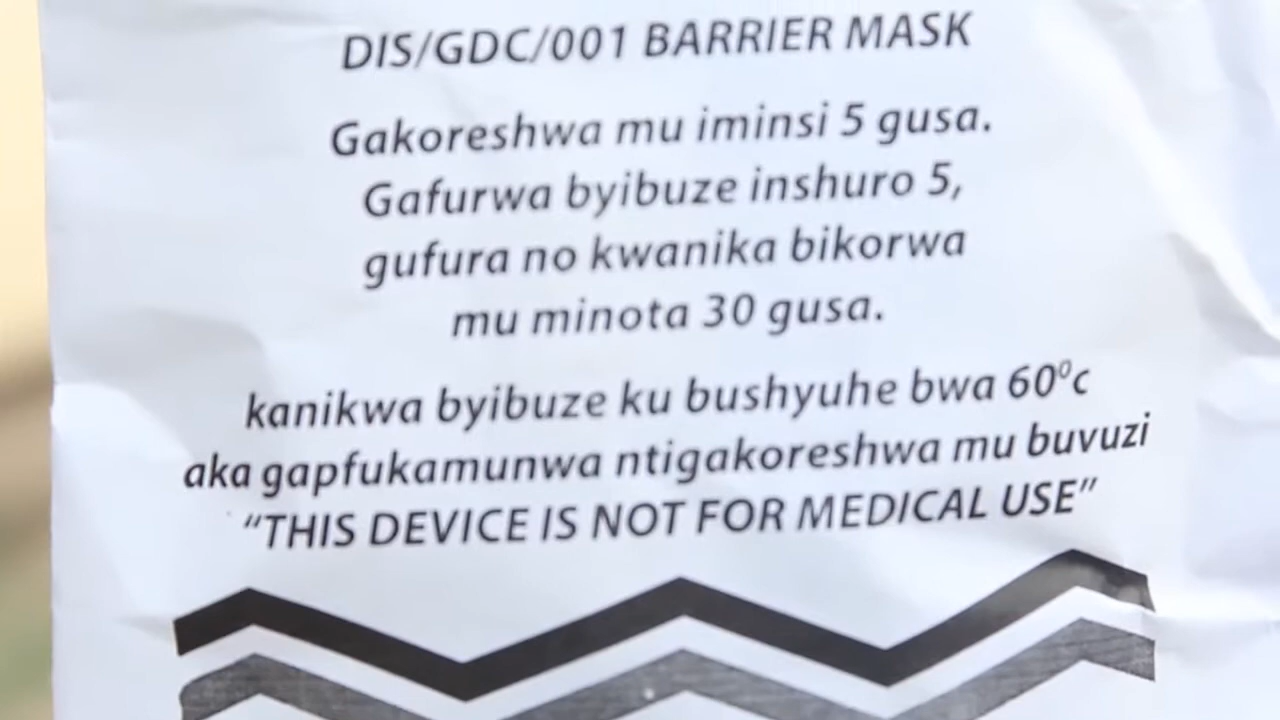 DIS/GDC/001 BARRIER MASK
Gakoreshwa mu iminsi 5 gusa.
Gafurwa byibuze inshuro 5,
gufura no kwanika bikorwa
mu minota 30 gusa.
kanikwa byibuze ku bushyuhe bwa 60⁰c
aka gapfukamunwa ntigakoreshwa mu buvuzi
“THIS DEVICE IS NOT FOR MEDICAL USE”